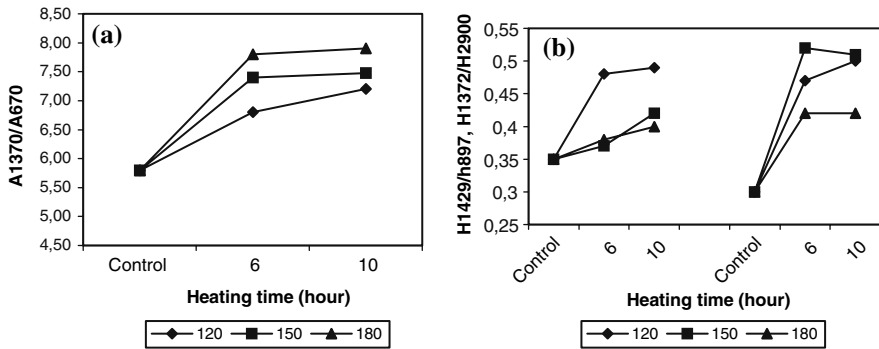 (a)
A1370/A670
8,50
8,00
7,50
7,00
6,50
6,00
5,50
5,00
4,50
Control 6 10
Heating time (hour)
120 150 180
(b)
H1429/h897, H1372/H2900
0,55
0,5
0,45
0,4
0,35
0,3
0,25
Control 6 10 Control 6 10
Heating time (hour)
120 150 180